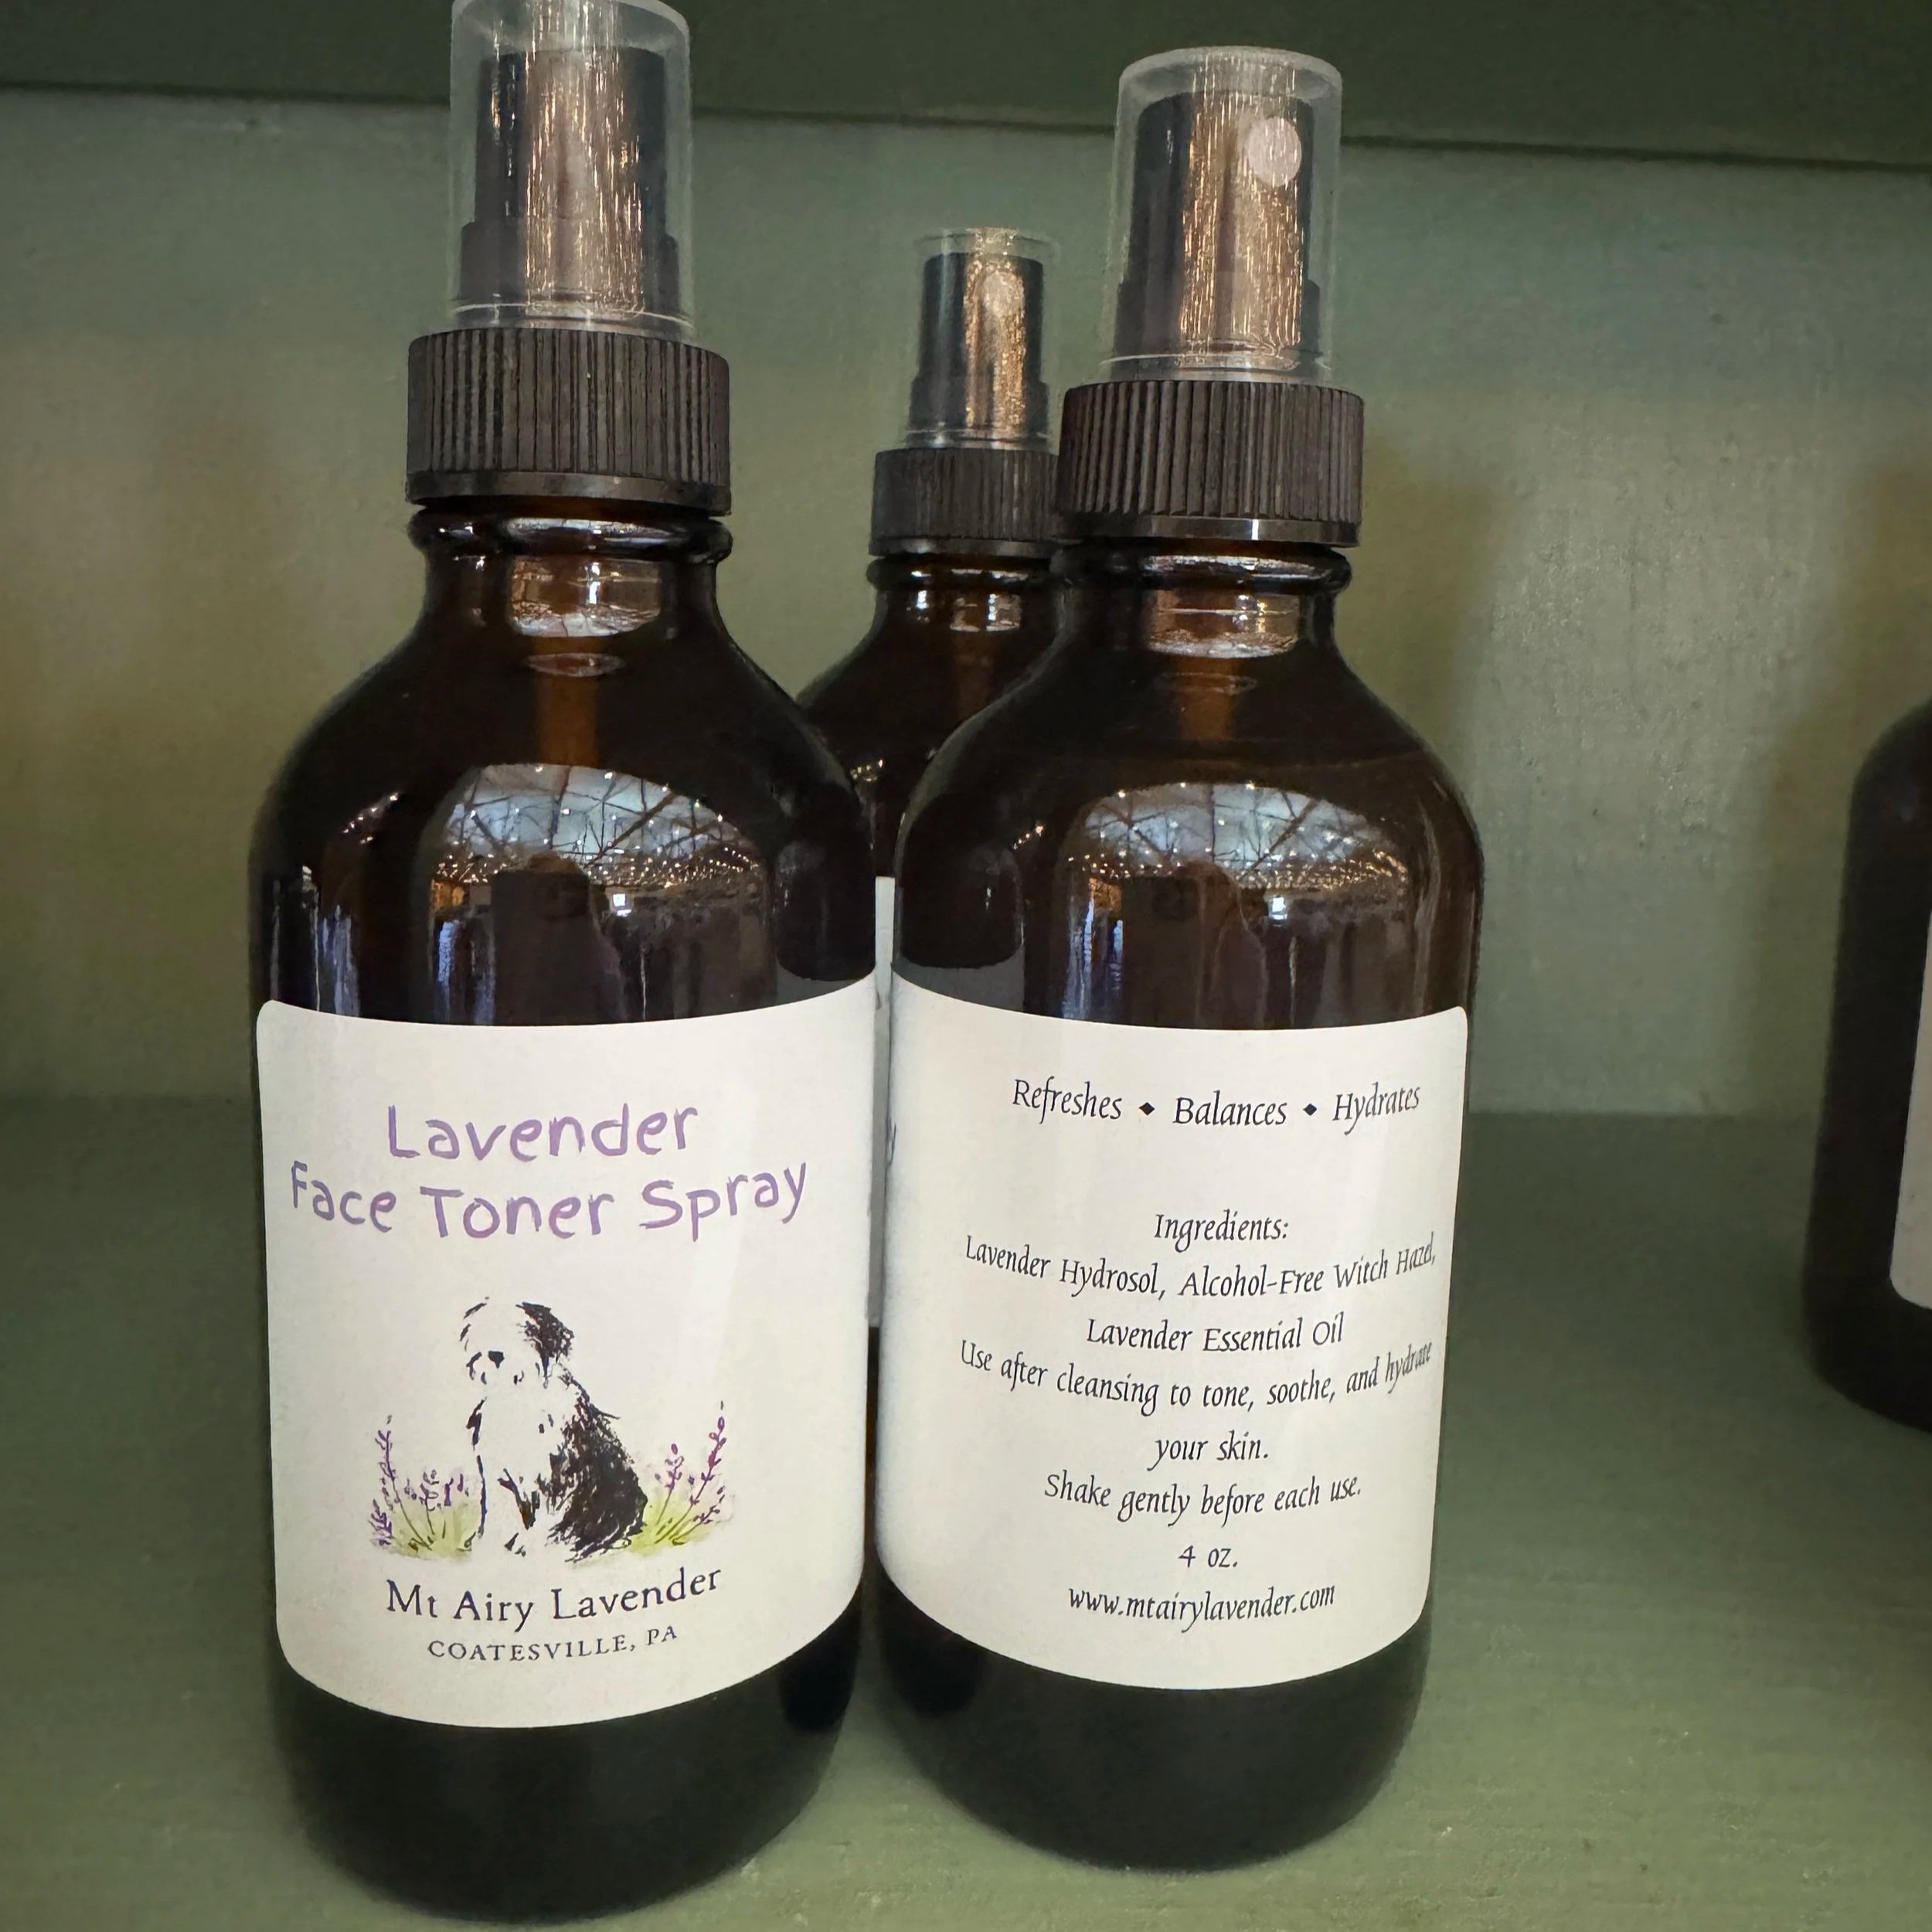 Lavender
Face Toner Spray
Mt Airy Lavender
COATESVILLE, PA
Refreshes ◆ Balances ◆ Hydrates
Ingredients:
Lavender Hydrosol, Alcohol-Free Witch Hazel,
Lavender Essential Oil
Use after cleansing to tone, soothe, and hydrate
your skin.
Shake gently before each use.
4 oz.
www.mtairylavender.com